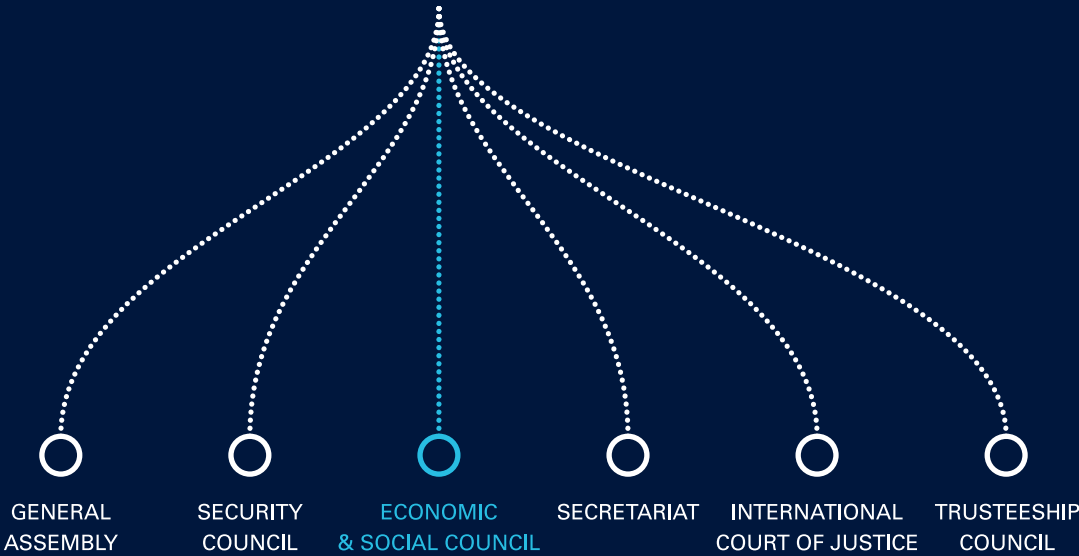 GENERAL
ASSEMBLY
SECURITY
COUNCIL
ECONOMIC
& SOCIAL COUNCIL
SECRETARIAT
INTERNATIONAL
COURT OF JUSTICE
TRUSTEESHIP
COUNCIL